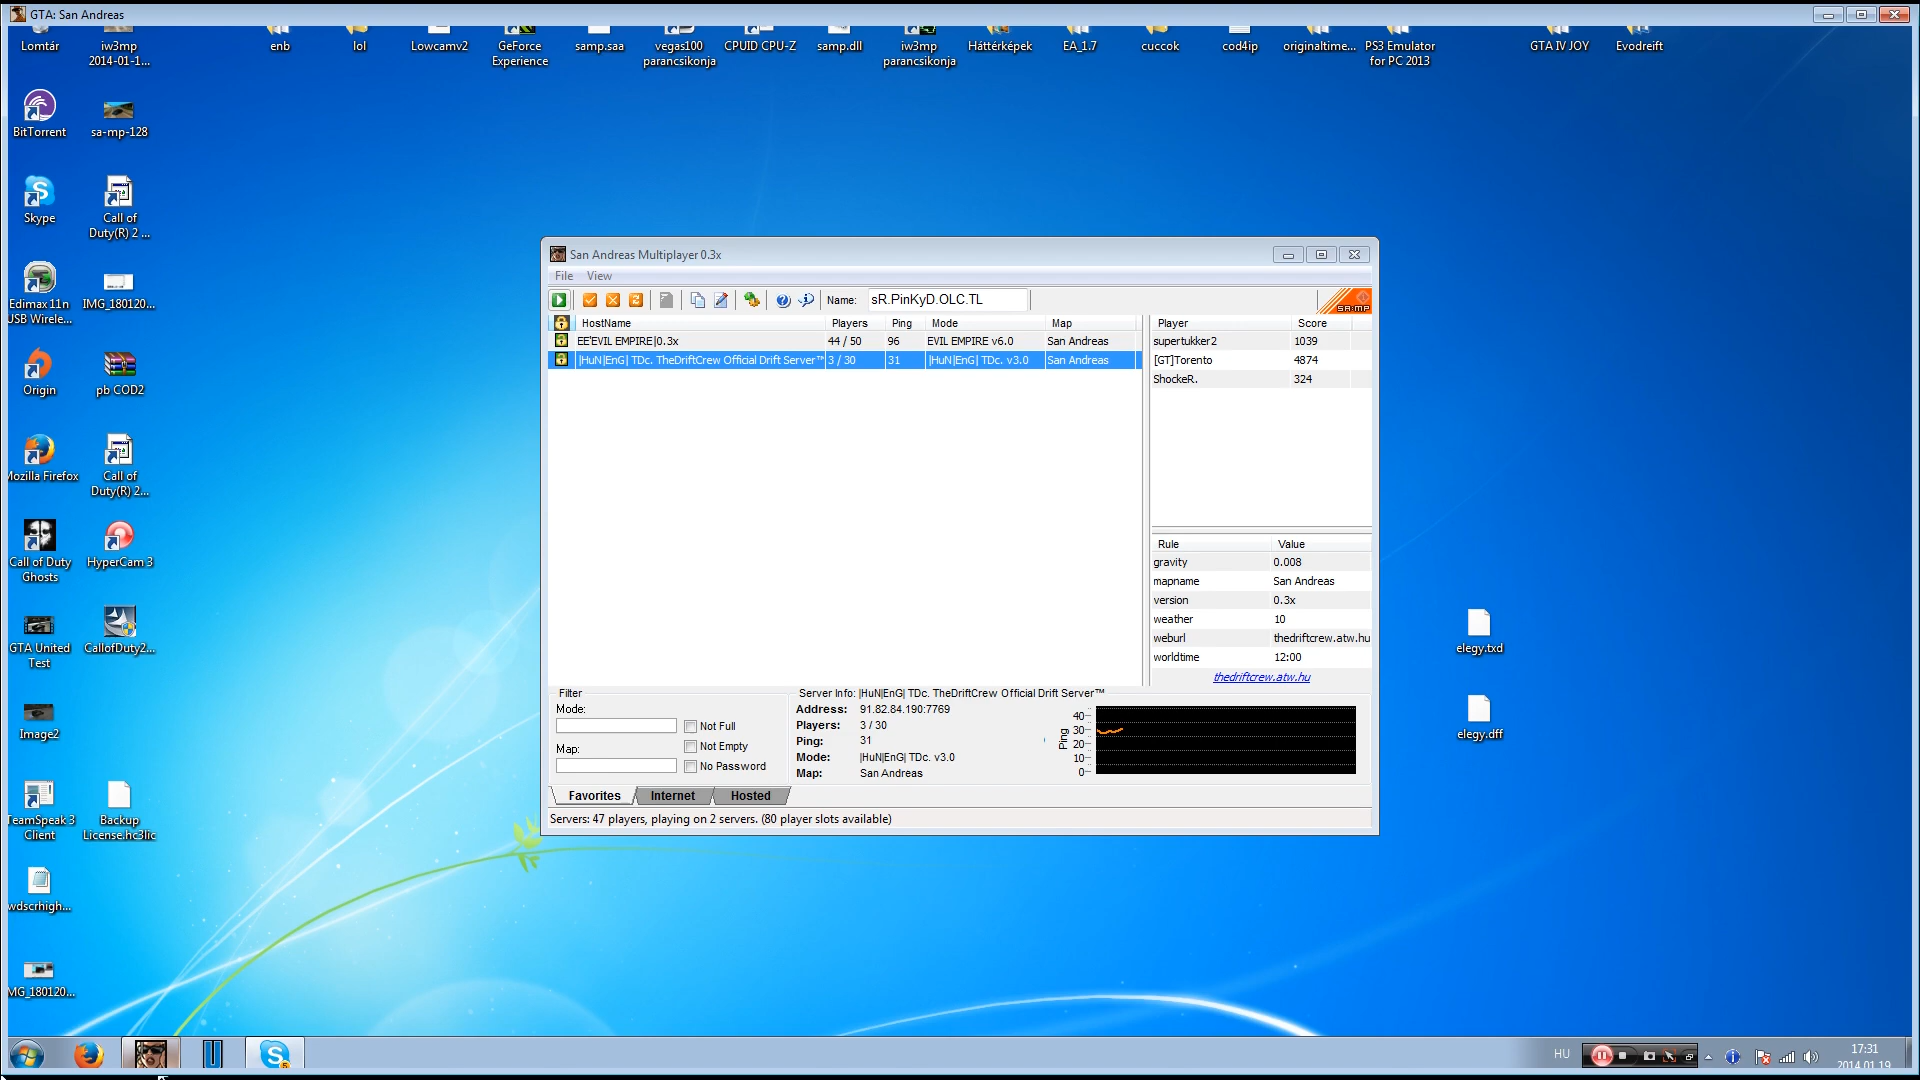 GTA: San Andreas
Lomtár
iw3mp
2014-01-1...
enb
lol
Lowcamv2
GeForce
Experience
samp.saa
vegas100
parancsikonja
CPUID CPU-Z
samp.dll
iw3mp
parancsikonja
Háttérképek
EA_1.7
cuccok
cod4ip
originaltime...
PS3 Emulator
for PC 2013
GTA IV JOY
Evodreift
BitTorrent
sa-mp-128
Skype
Call of
Duty(R) 2 ...
Edimax 11n
USB Wirele...
IMG_180120...
Origin
pb COD2
Mozilla Firefox
Call of
Duty(R) 2...
Call of Duty
Ghosts
HyperCam 3
GTA United
Test
CallofDuty2...
Image2
TeamSpeak 3
Client
Backup
License.hc3lic
wdscrhigh...
MG_180120...
elegy.txd
elegy.dff
San Andreas Multiplayer 0.3x
File View
Name: sR.PinKyD.OLC.TL
SA:MP
HostName Players Ping Mode Map
EE'EVIL EMPIRE|0.3x 44 / 50 96 EVIL EMPIRE v6.0 San Andreas
|HuN|EnG| TDc. TheDriftCrew Official Drift Server™ 3 / 30 31 |HuN|EnG| TDc. v3.0 San Andreas
Player Score
supertukker2 1039
[GT]Torento 4874
ShockeR. 324
Rule Value
gravity 0.008
mapname San Andreas
version 0.3x
weather 10
weburl thedriftcrew.atw.hu
worldtime 12:00
thedriftcrew.atw.hu
Filter
Mode:
Not Full
Not Empty
Map:
No Password
Server Info: |HuN|EnG| TDc. TheDriftCrew Official Drift Server™
Address: 91.82.84.190:7769
Players: 3 / 30
Ping: 31
Mode: |HuN|EnG| TDc. v3.0
Map: San Andreas
Ping
40
30
20
10
0
Favorites Internet Hosted
Servers: 47 players, playing on 2 servers. (80 player slots available)
HU
17:31
2014.01.19.